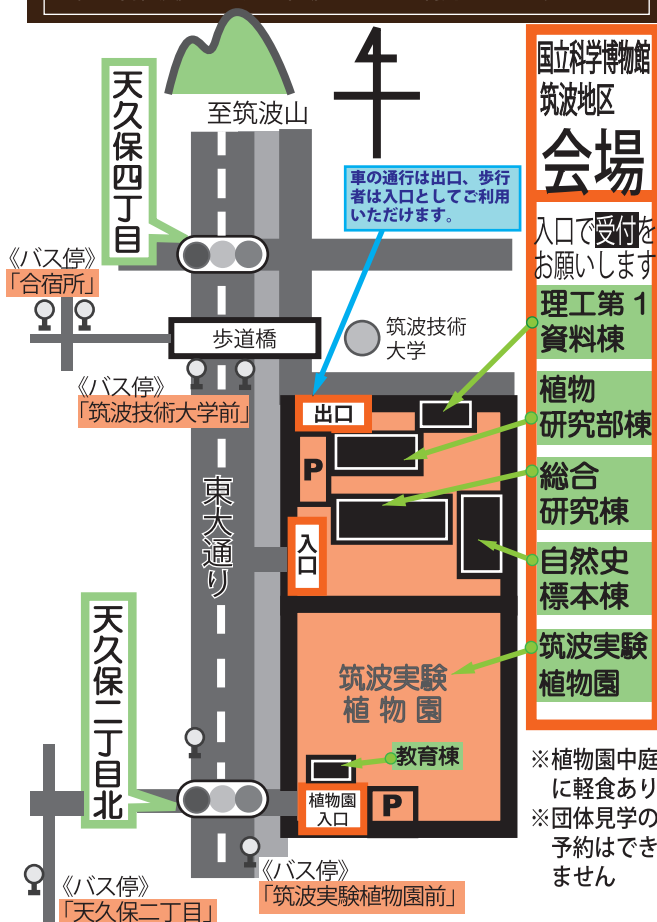 至筑波山
天久保四丁目
車の通行は出口、歩行
者は入口としてご利用
いただけます。
《バス停》
「合宿所」
歩道橋
筑波技術
大学
《バス停》
「筑波技術大学前」
出口
P
入口
東大通り
天久保二丁目北
筑波実験
植物園
教育棟
植物園
入口
P
《バス停》
「筑波実験植物園前」
《バス停》
「天久保二丁目」
国立科学博物館
筑波地区
会場
入口で受付を
お願いします
理工第1
資料棟
植物
研究部棟
総合
研究棟
自然史
標本棟
筑波実験
植物園
※植物園中庭
に軽食あり
※団体見学の
予約はでき
ません